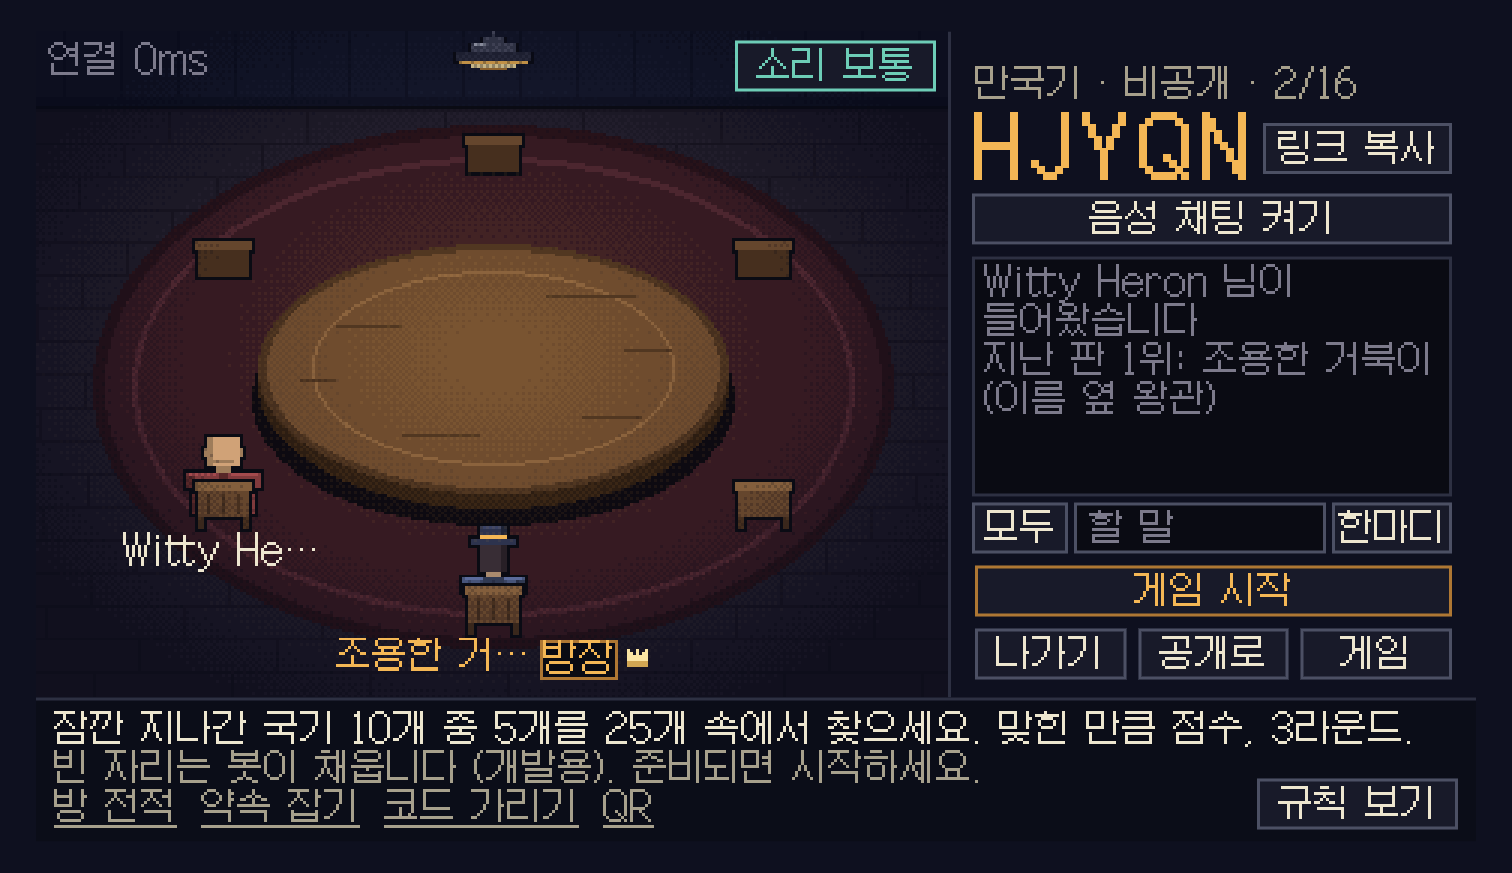 연결 0ms
소리 보통
만국기 · 비공개 · 2/16
HJYQN
링크 복사
음성 채팅 켜기
Witty Heron 님이
들어왔습니다
지난 판 1위: 조용한 거북이
(이름 옆 왕관)
모두
할 말
한마디
게임 시작
나가기
공개로
게임
Witty He…
조용한 거… 방장
잠깐 지나간 국기 10개 중 5개를 25개 속에서 찾으세요. 맞힌 만큼 점수, 3라운드.
빈 자리는 봇이 채웁니다 (개발용). 준비되면 시작하세요.
방 전적 약속 잡기 코드 가리기 QR
규칙 보기